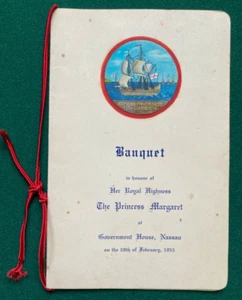 Banquet
in honour of
Her Royal Highness
The Princess Margaret
at
Government House, Nassau
on the 28th of February, 1955